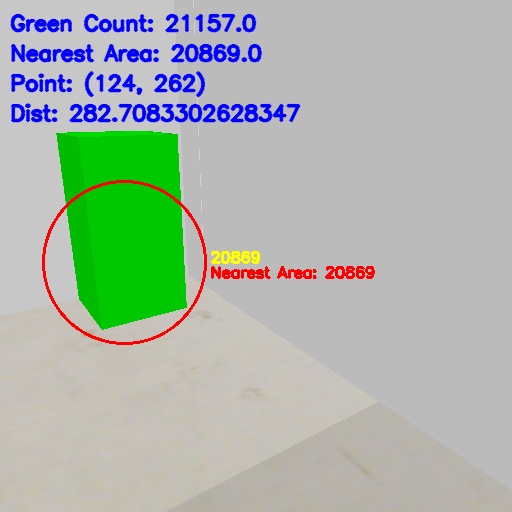 Green Count: 21157.0
Nearest Area: 20869.0
Point: (124, 262)
Dist: 282.7083302628347
20869
Nearest Area: 20869